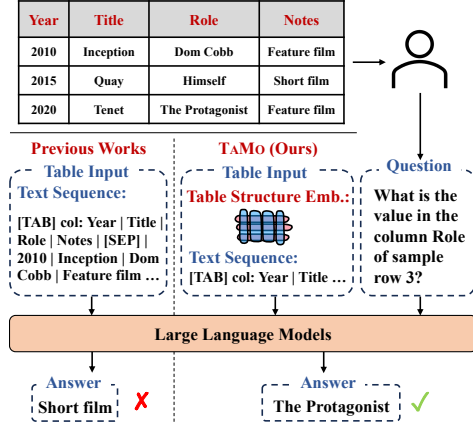 Year Title Role Notes
2010 Inception Dom Cobb Feature film
2015 Quay Himself Short film
2020 Tenet The Protagonist Feature film
Previous Works
Table Input
Text Sequence:
[TAB] col: Year | Title |
Role | Notes | [SEP] |
2010 | Inception | Dom
Cobb | Feature film ...
TAMO (Ours)
Table Input
Table Structure Emb.:
Text Sequence:
[TAB] col: Year | Title ...
Question
What is the
value in the
column Role
of sample
row 3?
Large Language Models
Answer
Short film ✗
Answer
The Protagonist ✓